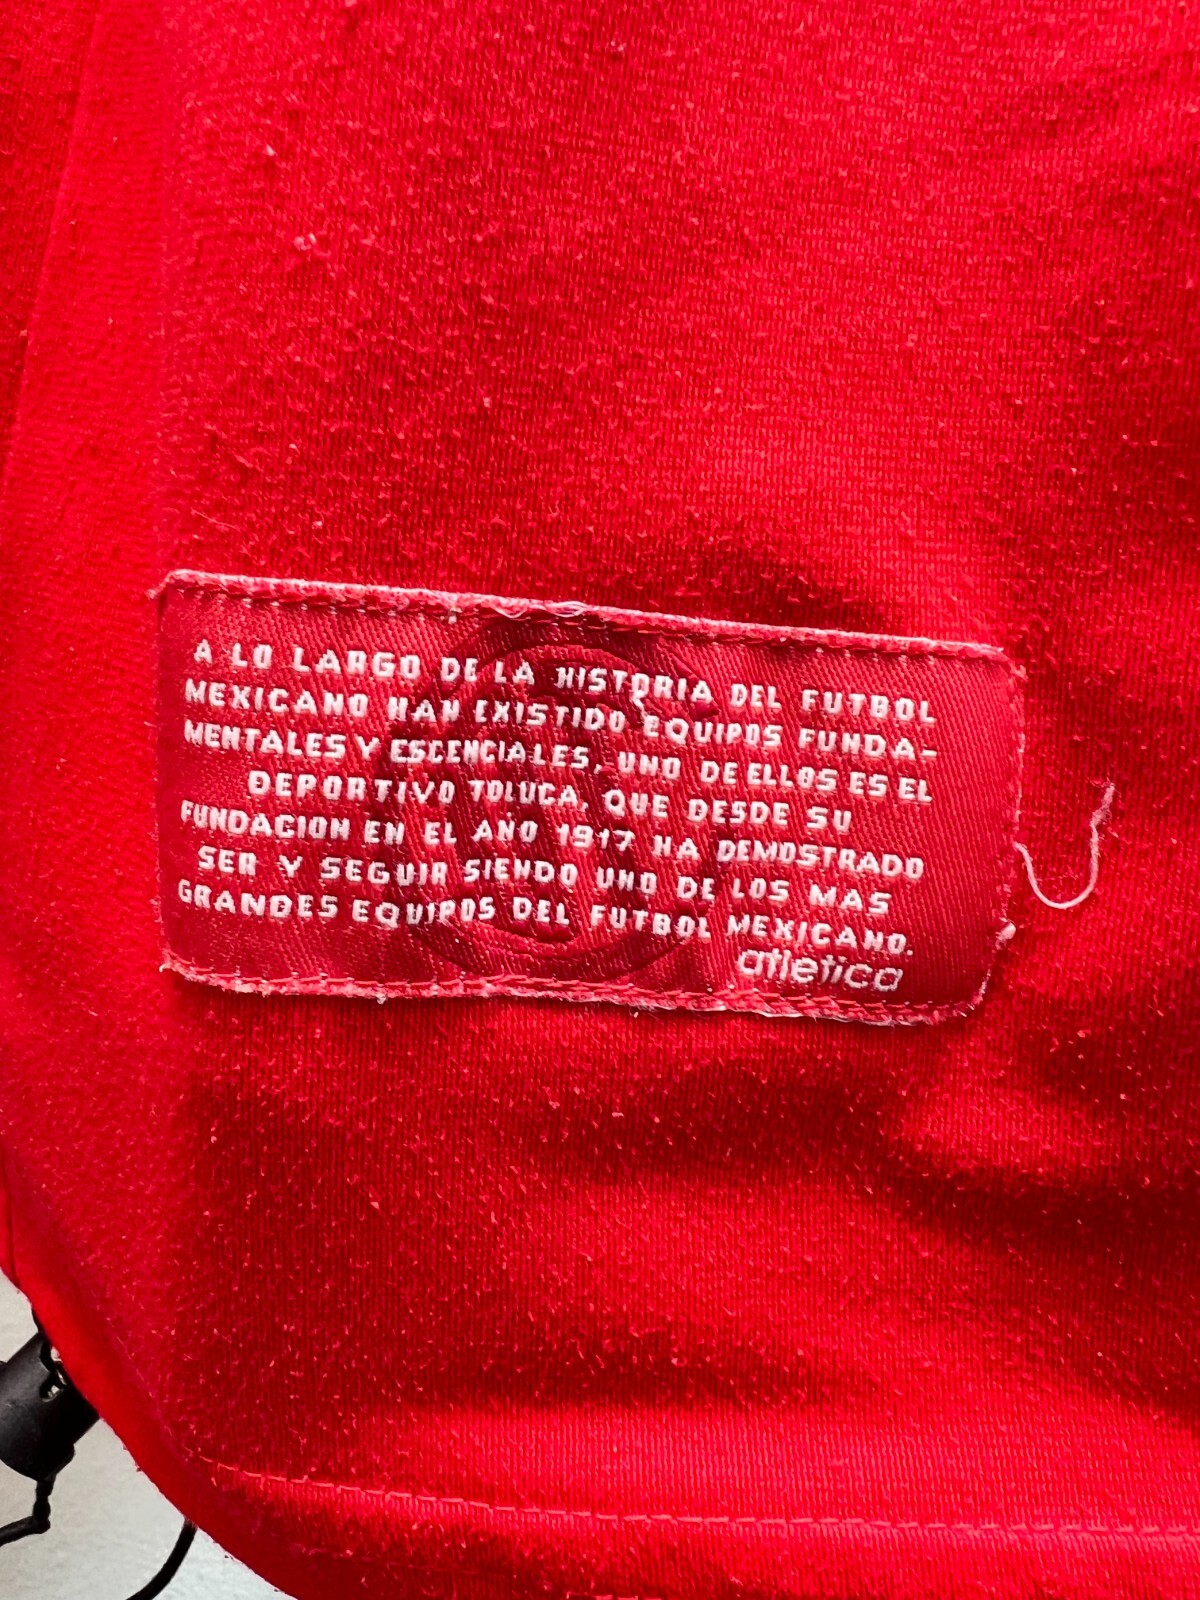 A LO LARGO DE LA HISTORIA DEL FUTBOL
MEXICANO HAN EXISTIDO EQUIPOS FUNDA-
MENTALES Y ESCENCIALES, UNO DE ELLOS ES EL
DEPORTIVO TOLUCA, QUE DESDE SU
FUNDACION EN EL AÑO 1917 HA DEMOSTRADO
SER Y SEGUIR SIENDO UNO DE LOS MAS
GRANDES EQUIPOS DEL FUTBOL MEXICANO.
atletica